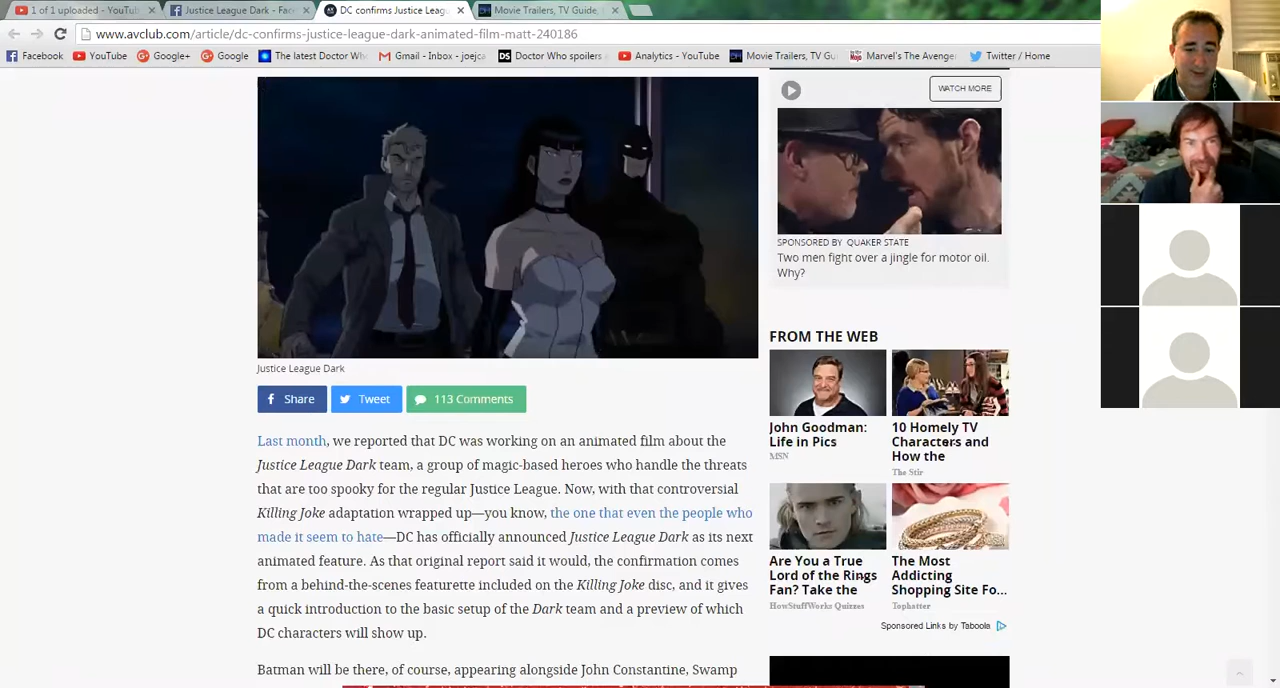 1 of 1 uploaded - YouTub
Justice League Dark - Fac
DC confirms Justice Leag
Movie Trailers, TV Guide,
www.avclub.com/article/dc-confirms-justice-league-dark-animated-film-matt-240186
Facebook
YouTube
Google+
Google
The latest Doctor Wh
Gmail - Inbox - joejca
Doctor Who spoilers
Analytics - YouTube
Movie Trailers, TV Gu
Marvel's The Avenge
Twitter / Home
WATCH MORE
SPONSORED BY QUAKER STATE
Two men fight over a jingle for motor oil.
Why?
Justice League Dark
Share
Tweet
113 Comments
Last month, we reported that DC was working on an animated film about the
Justice League Dark team, a group of magic-based heroes who handle the threats
that are too spooky for the regular Justice League. Now, with that controversial
Killing Joke adaptation wrapped up—you know, the one that even the people who
made it seem to hate—DC has officially announced Justice League Dark as its next
animated feature. As that original report said it would, the confirmation comes
from a behind-the-scenes featurette included on the Killing Joke disc, and it gives
a quick introduction to the basic setup of the Dark team and a preview of which
DC characters will show up.
Batman will be there, of course, appearing alongside John Constantine, Swamp
FROM THE WEB
John Goodman:
Life in Pics
MSN
10 Homely TV
Characters and
How the
The Stir
Are You a True
Lord of the Rings
Fan? Take the
HowStuffWorks Quizzes
The Most
Addicting
Shopping Site Fo...
Tophatter
Sponsored Links by Taboola